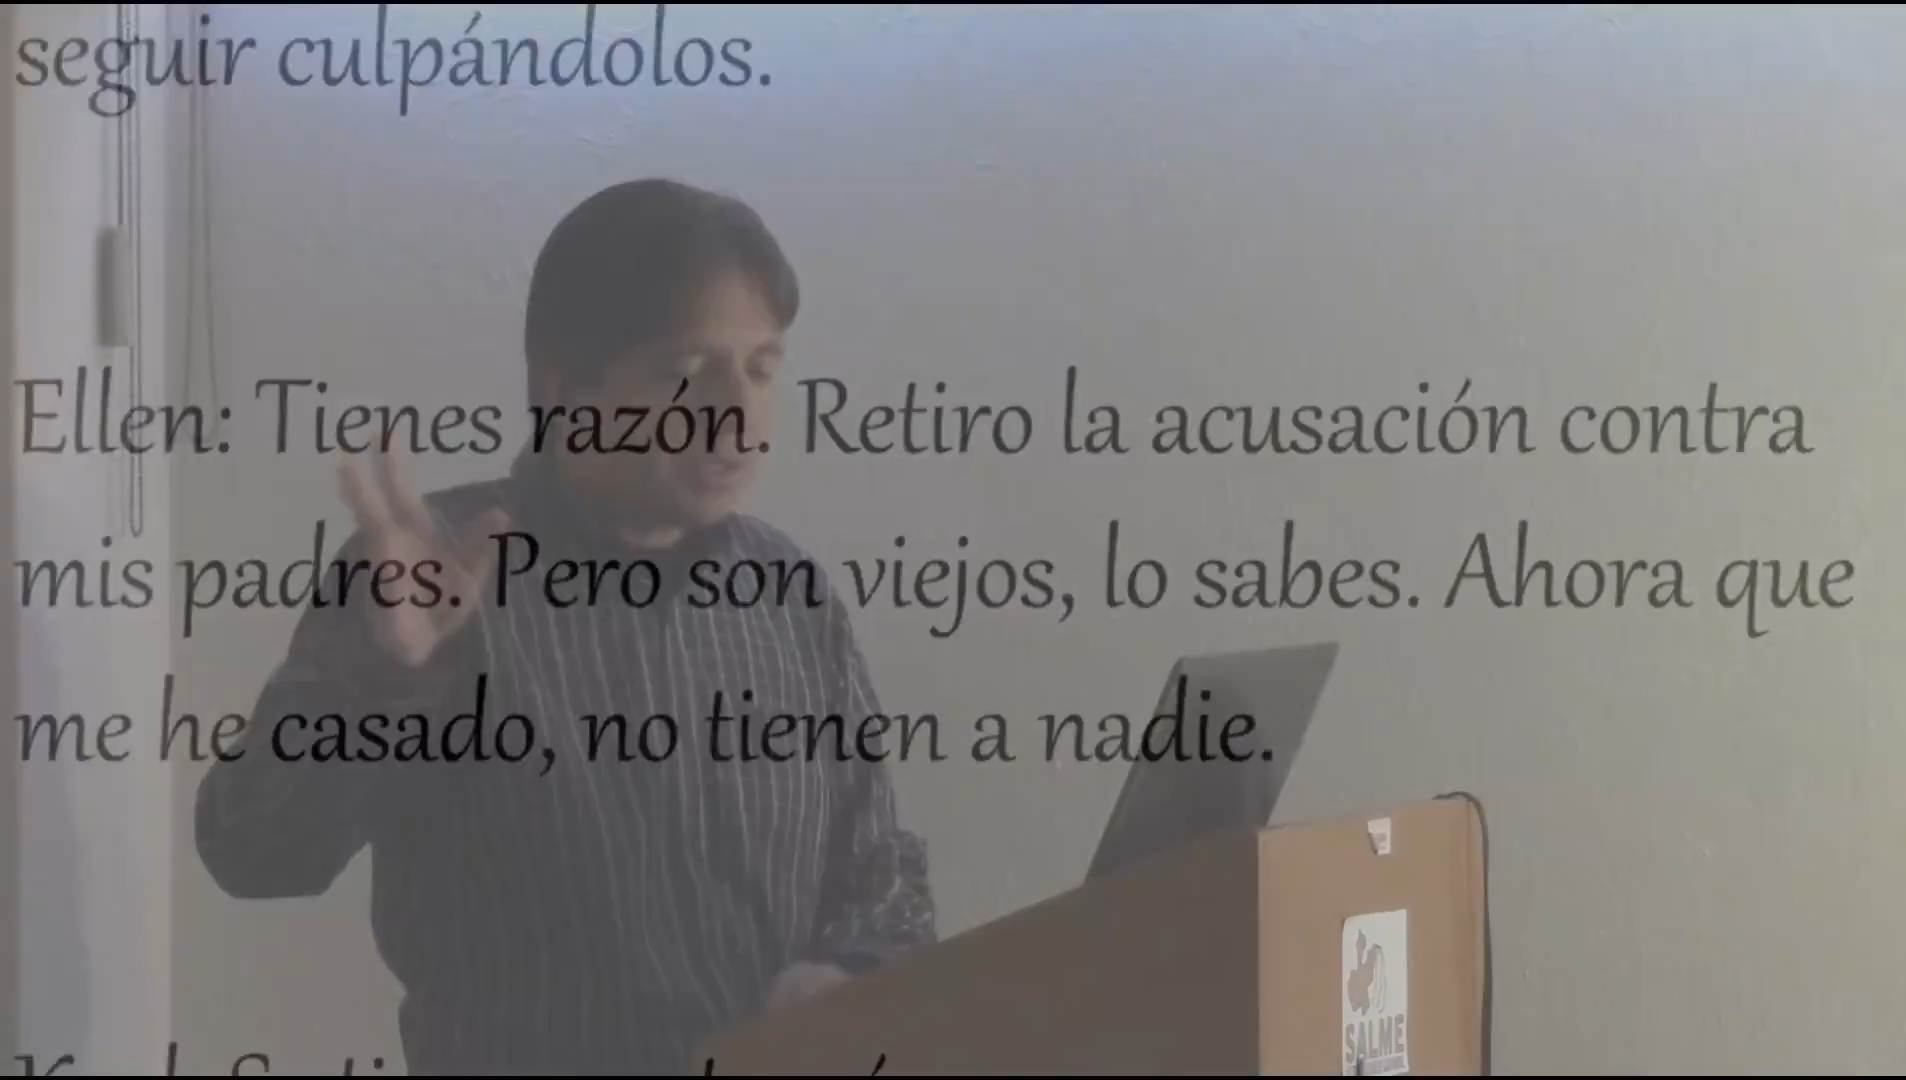 seguir culpándolos.
Ellen: Tienes razón. Retiro la acusación contra
mis padres. Pero son viejos, lo sabes. Ahora que
me he casado, no tienen a nadie.
SALME